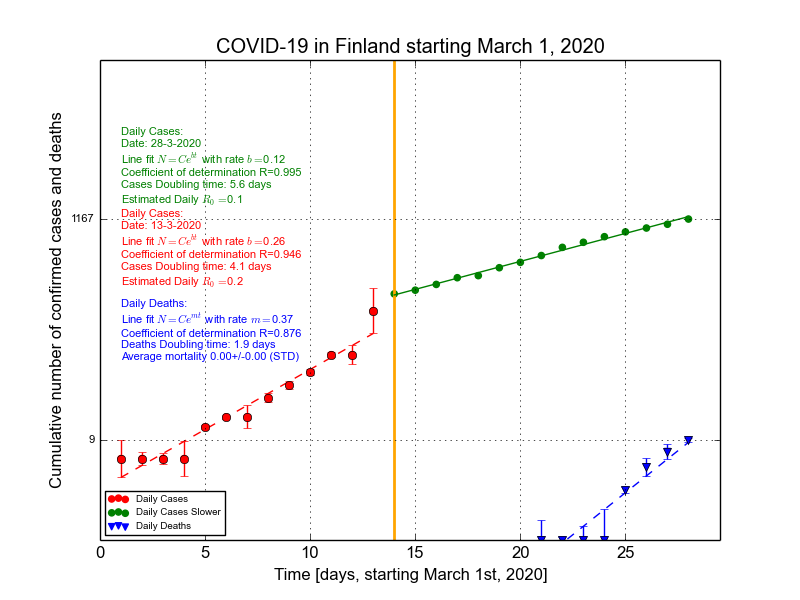 COVID-19 in Finland starting March 1, 2020
Cumulative number of confirmed cases and deaths
Daily Cases:
Date: 28-3-2020
Line fit N=Ce^{bt} with rate b=0.12
Coefficient of determination R=0.995
Cases Doubling time: 5.6 days
Estimated Daily R_0=0.1
Daily Cases:
Date: 13-3-2020
Line fit N=Ce^{bt} with rate b=0.26
Coefficient of determination R=0.946
Cases Doubling time: 4.1 days
Estimated Daily R_0=0.2
Daily Deaths:
Line fit N=Ce^{mt} with rate m=0.37
Coefficient of determination R=0.876
Deaths Doubling time: 1.9 days
Average mortality 0.00+/-0.00 (STD)
1167
9
Daily Cases
Daily Cases Slower
Daily Deaths
0 5 10 15 20 25
Time [days, starting March 1st, 2020]